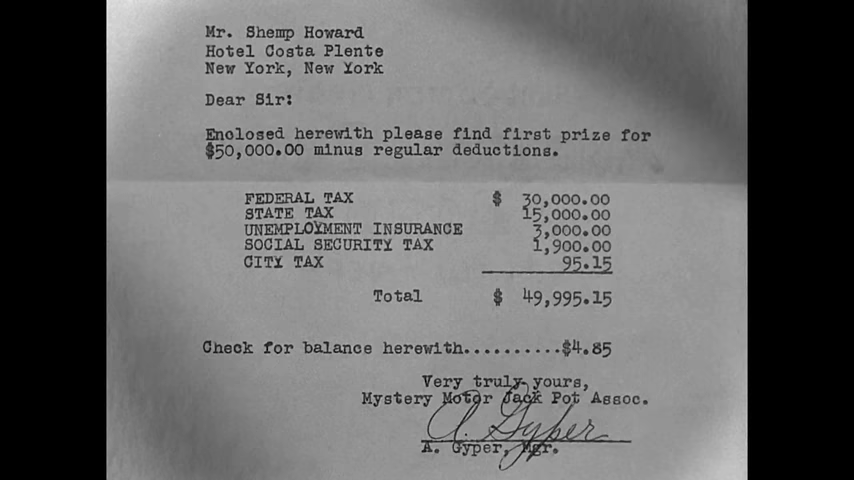 Mr. Shemp Howard
Hotel Costa Plente
New York, New York
Dear Sir:
Enclosed herewith please find first prize for
$50,000.00 minus regular deductions.
FEDERAL TAX $ 30,000.00
STATE TAX 15,000.00
UNEMPLOYMENT INSURANCE 3,000.00
SOCIAL SECURITY TAX 1,900.00
CITY TAX 95.15
Total $ 49,995.15
Check for balance herewith..........$4.85
Very truly yours,
Mystery Motor Jack Pot Assoc.
A. Gyper
A. Gyper, Mgr.